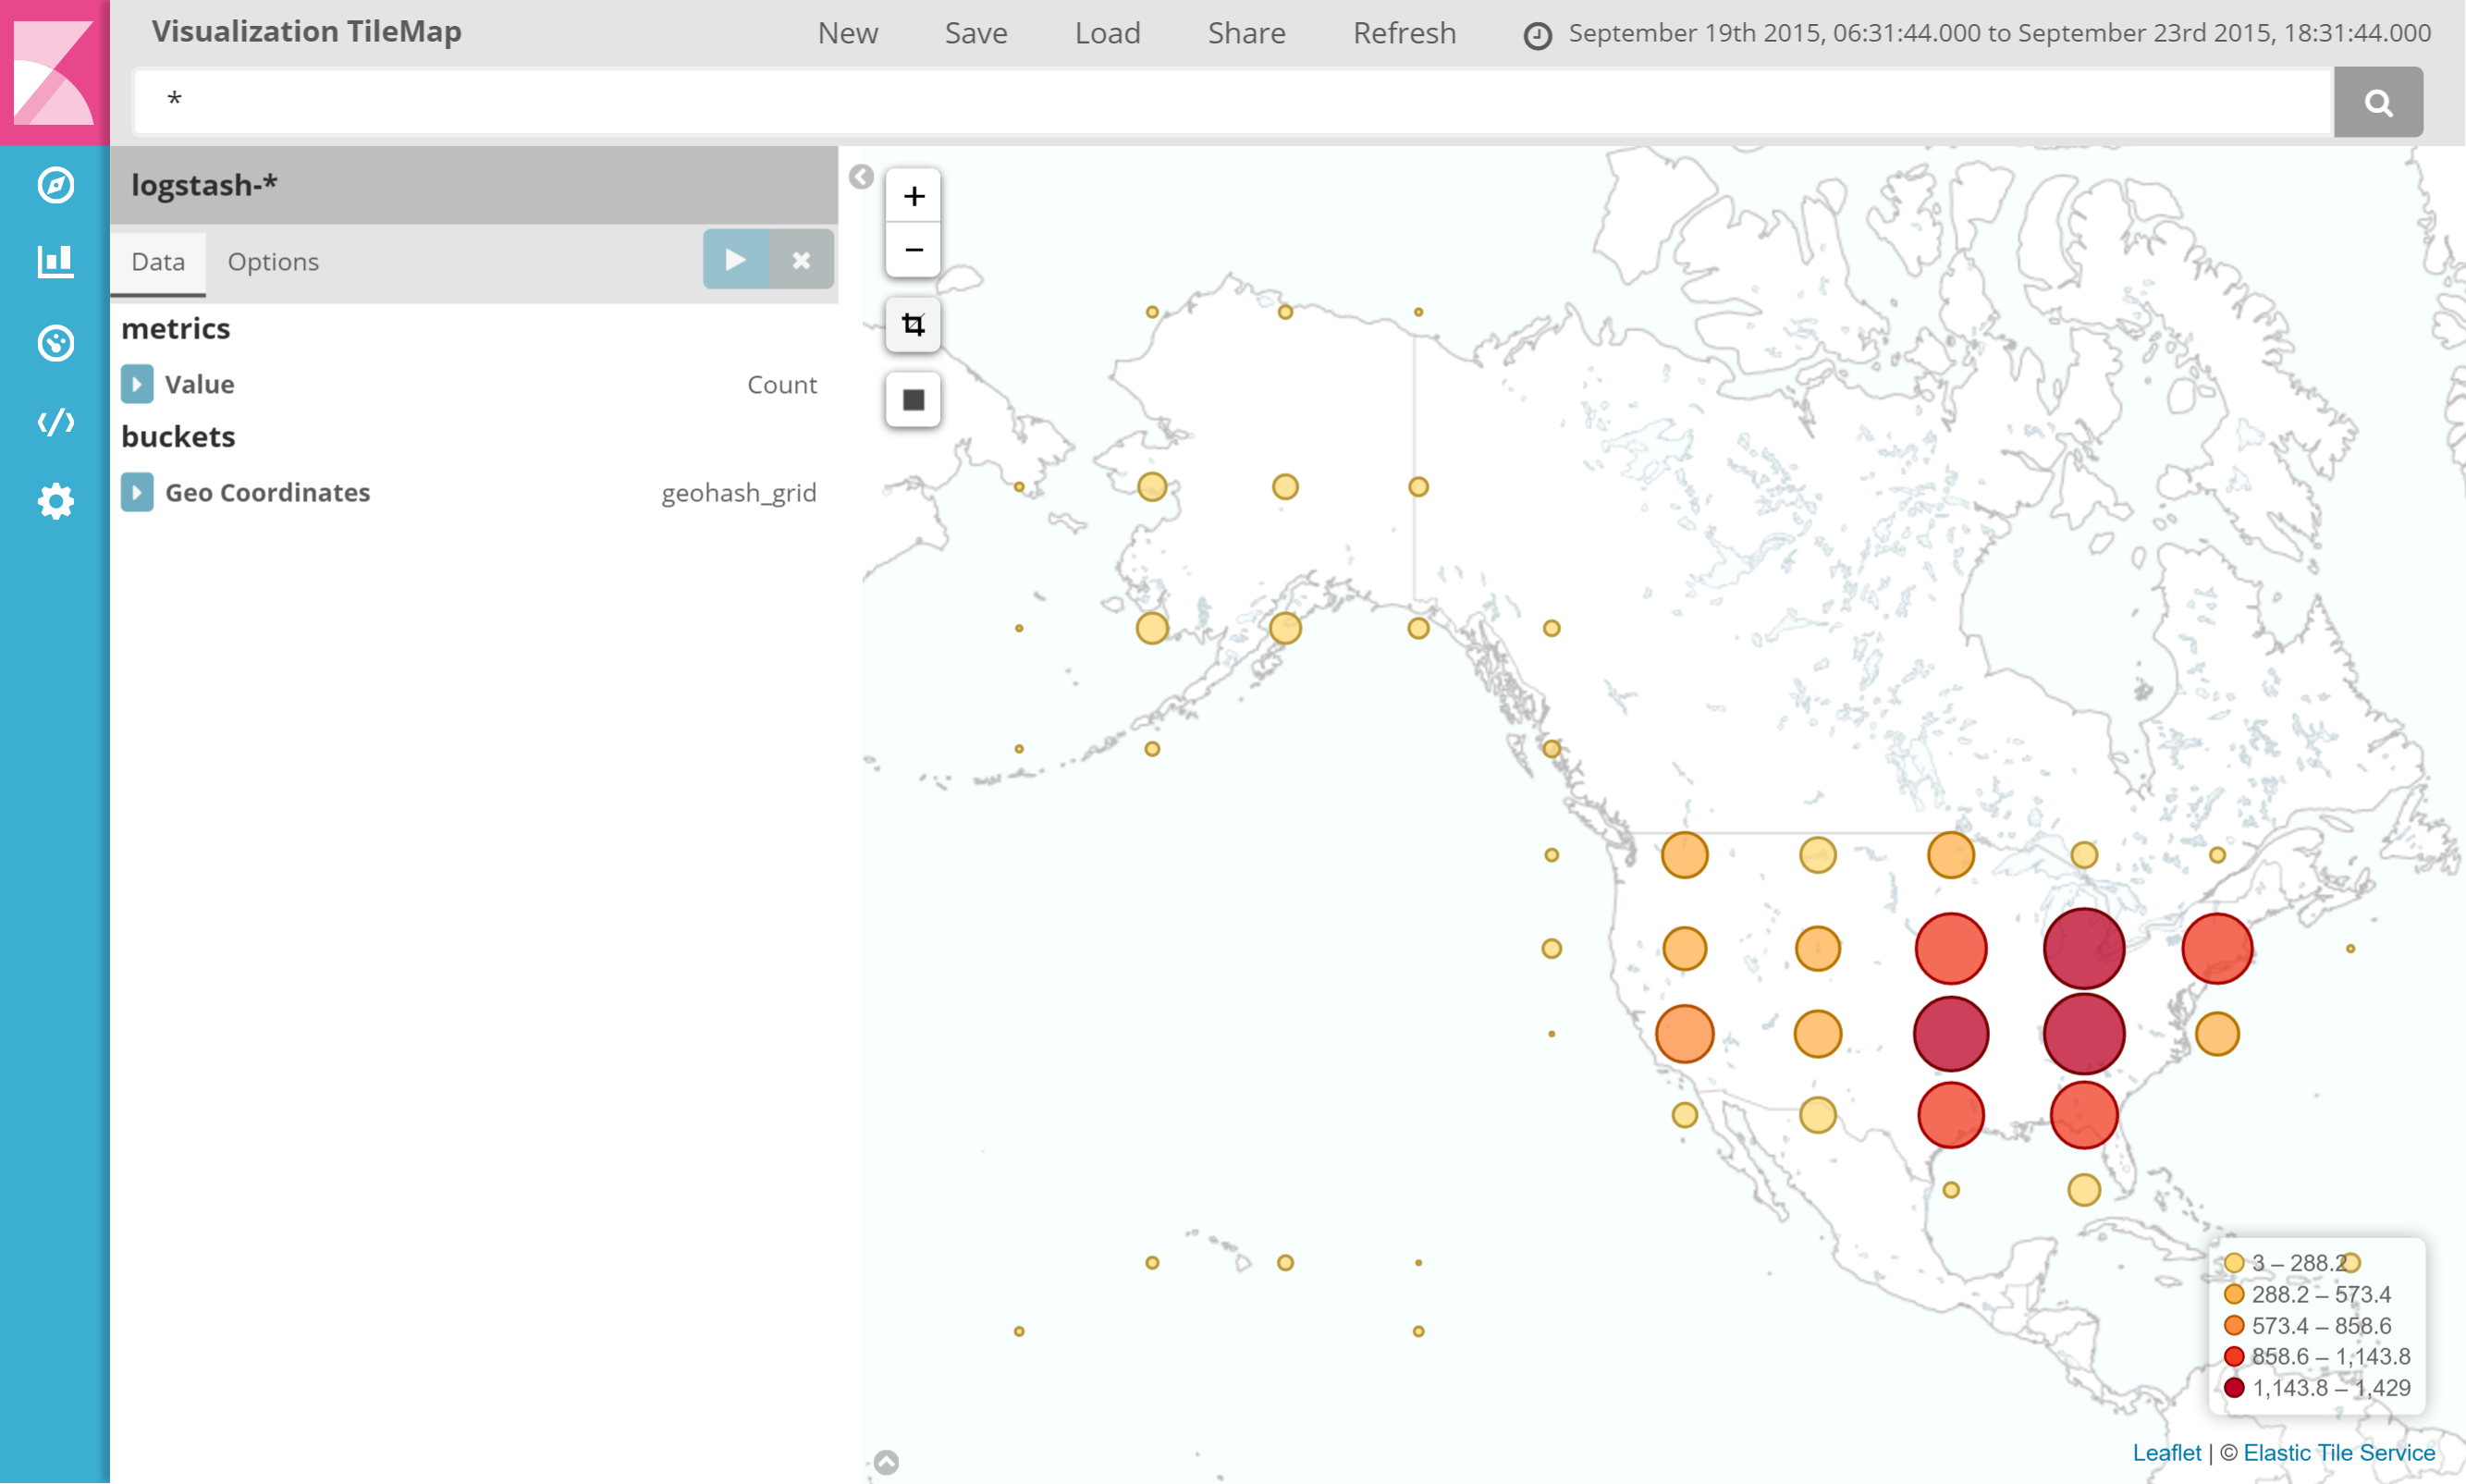 Visualization TileMap
New Save Load Share Refresh September 19th 2015, 06:31:44.000 to September 23rd 2015, 18:31:44.000
*
logstash-*
Data Options
metrics
Value Count
buckets
Geo Coordinates geohash_grid
+
−
3 – 288.2
288.2 – 573.4
573.4 – 858.6
858.6 – 1,143.8
1,143.8 – 1,429
Leaflet | © Elastic Tile Service